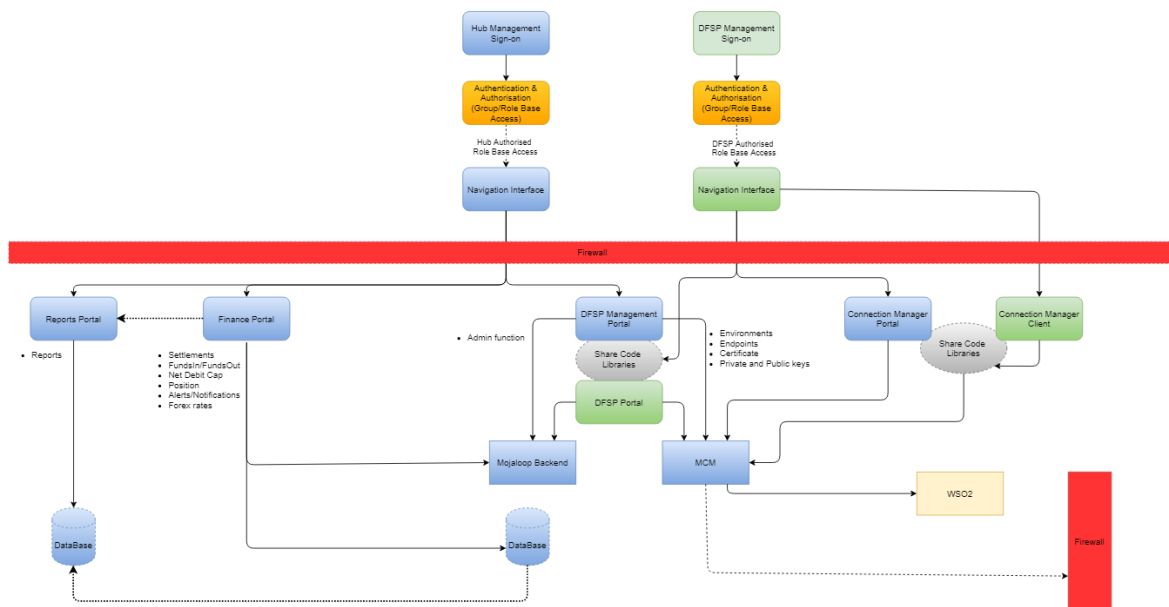 Hub Management
Sign-on
DFSP Management
Sign-on
Authentication &
Authorisation
(Group/Role Base
Access)
Authentication &
Authorisation
(Group/Role Base
Access)
Hub Authorised
Role Base Access
DFSP Authorised
Role Base Access
Navigation Interface
Navigation Interface
Firewall
Reports Portal
Finance Portal
DFSP Management
Portal
Connection Manager
Portal
Connection Manager
Client
• Reports
• Settlements
• FundsIn/FundsOut
• Net Debit Cap
• Position
• Alerts/Notifications
• Forex rates
• Admin function
Share Code
Libraries
• Environments
• Endpoints
• Certificate
• Private and Public keys
Share Code
Libraries
DFSP Portal
Mojaloop Backend
MCM
WSO2
DataBase
DataBase
Firewall